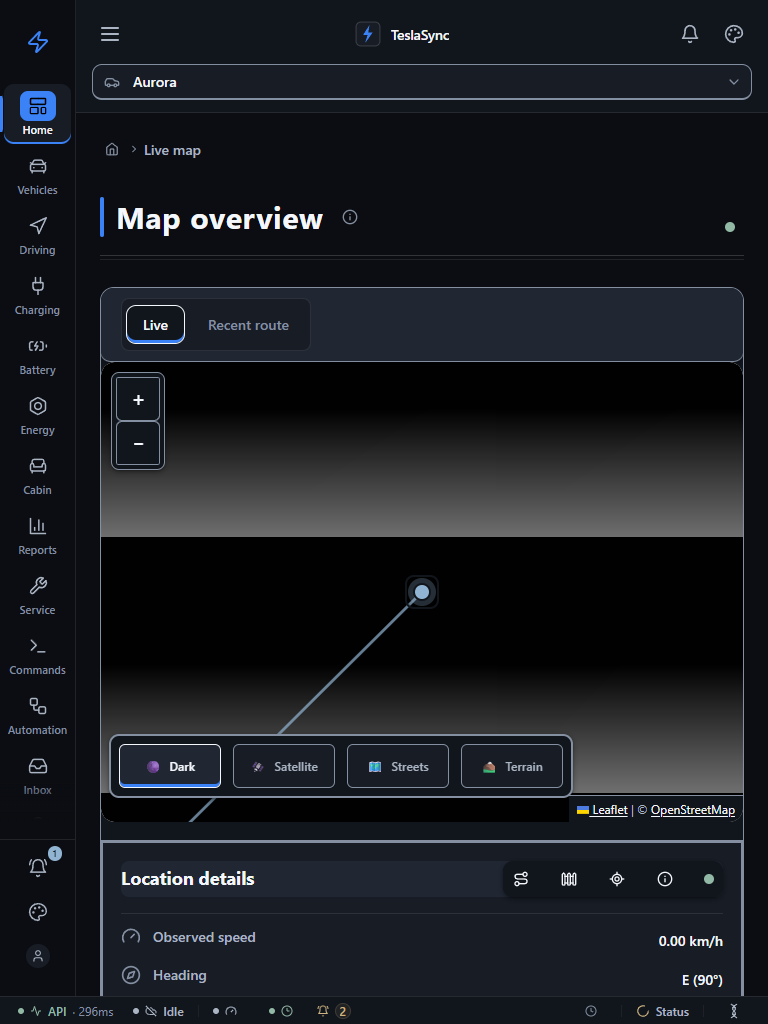 TeslaSync
Aurora
Home
Vehicles
Driving
Charging
Battery
Energy
Cabin
Reports
Service
Commands
Automation
Inbox
1
Live map
Map overview
Live
Recent route
+
−
Dark
Satellite
Streets
Terrain
Leaflet | © OpenStreetMap
Location details
Observed speed
0.00 km/h
Heading
E (90°)
API · 296ms
Idle
2
Status